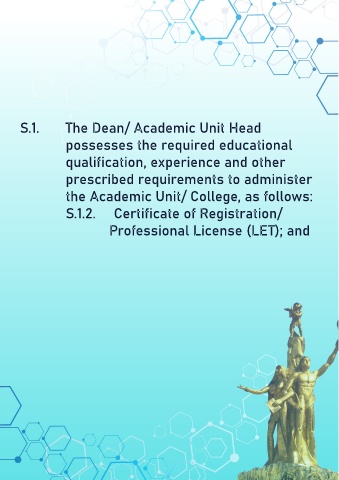 S.1. The Dean/ Academic Unit Head
possesses the required educational
qualification, experience and other
prescribed requirements to administer
the Academic Unit/ College, as follows:
S.1.2. Certificate of Registration/
Professional License (LET); and